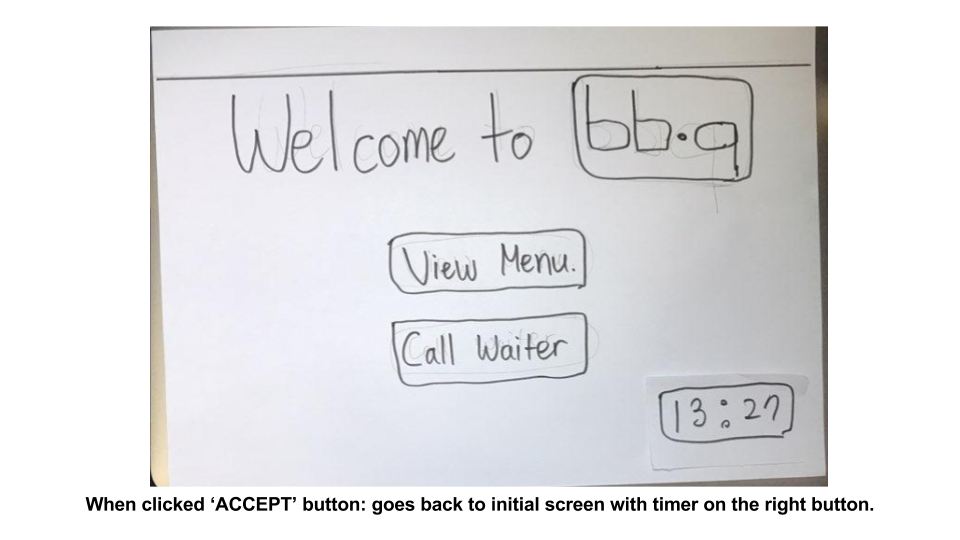 Welcome to bb.q
View Menu.
Call Waiter
13:27
When clicked ‘ACCEPT’ button: goes back to initial screen with timer on the right button.